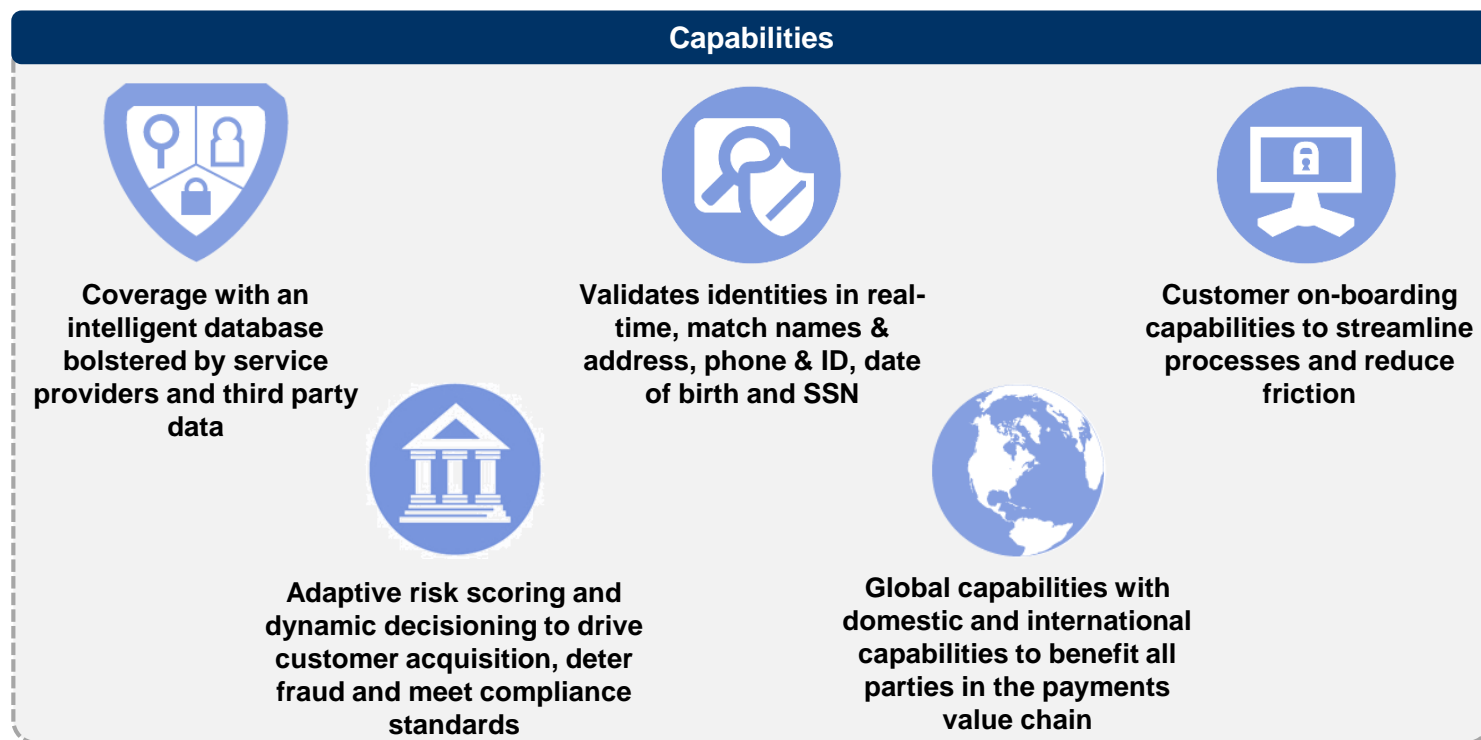 Capabilities
Coverage with an
intelligent database
bolstered by service
providers and third party
data
Validates identities in real-
time, match names &
address, phone & ID, date
of birth and SSN
Customer on-boarding
capabilities to streamline
processes and reduce
friction
Adaptive risk scoring and
dynamic decisioning to drive
customer acquisition, deter
fraud and meet compliance
standards
Global capabilities with
domestic and international
capabilities to benefit all
parties in the payments
value chain